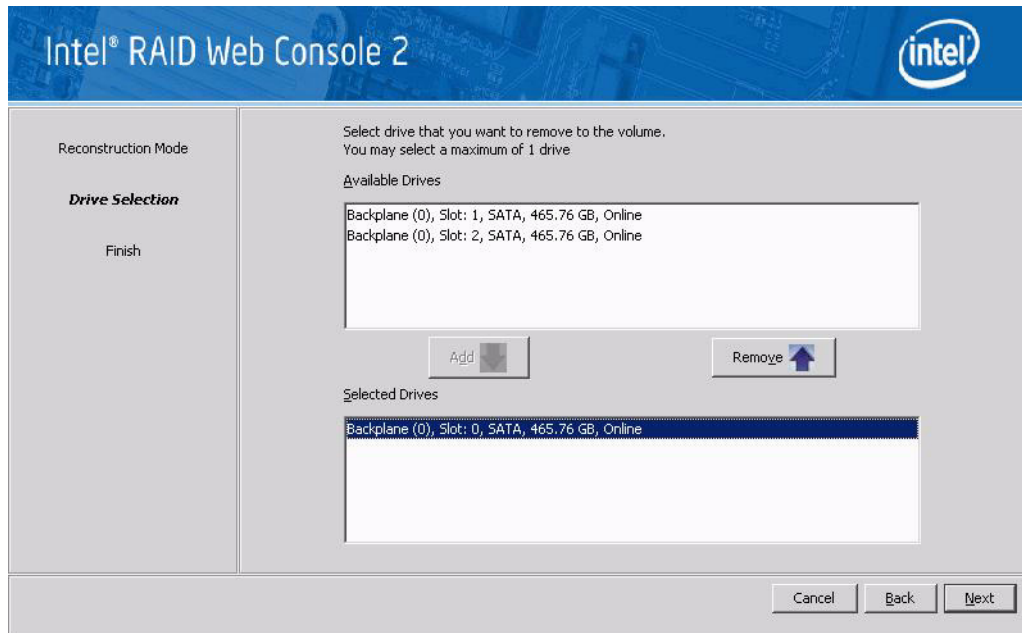 Intel® RAID Web Console 2
intel
Reconstruction Mode
Drive Selection
Finish
Select drive that you want to remove to the volume.
You may select a maximum of 1 drive
Available Drives
Backplane (0), Slot: 1, SATA, 465.76 GB, Online
Backplane (0), Slot: 2, SATA, 465.76 GB, Online
Add
Remove
Selected Drives
Backplane (0), Slot: 0, SATA, 465.76 GB, Online
Cancel
Back
Next